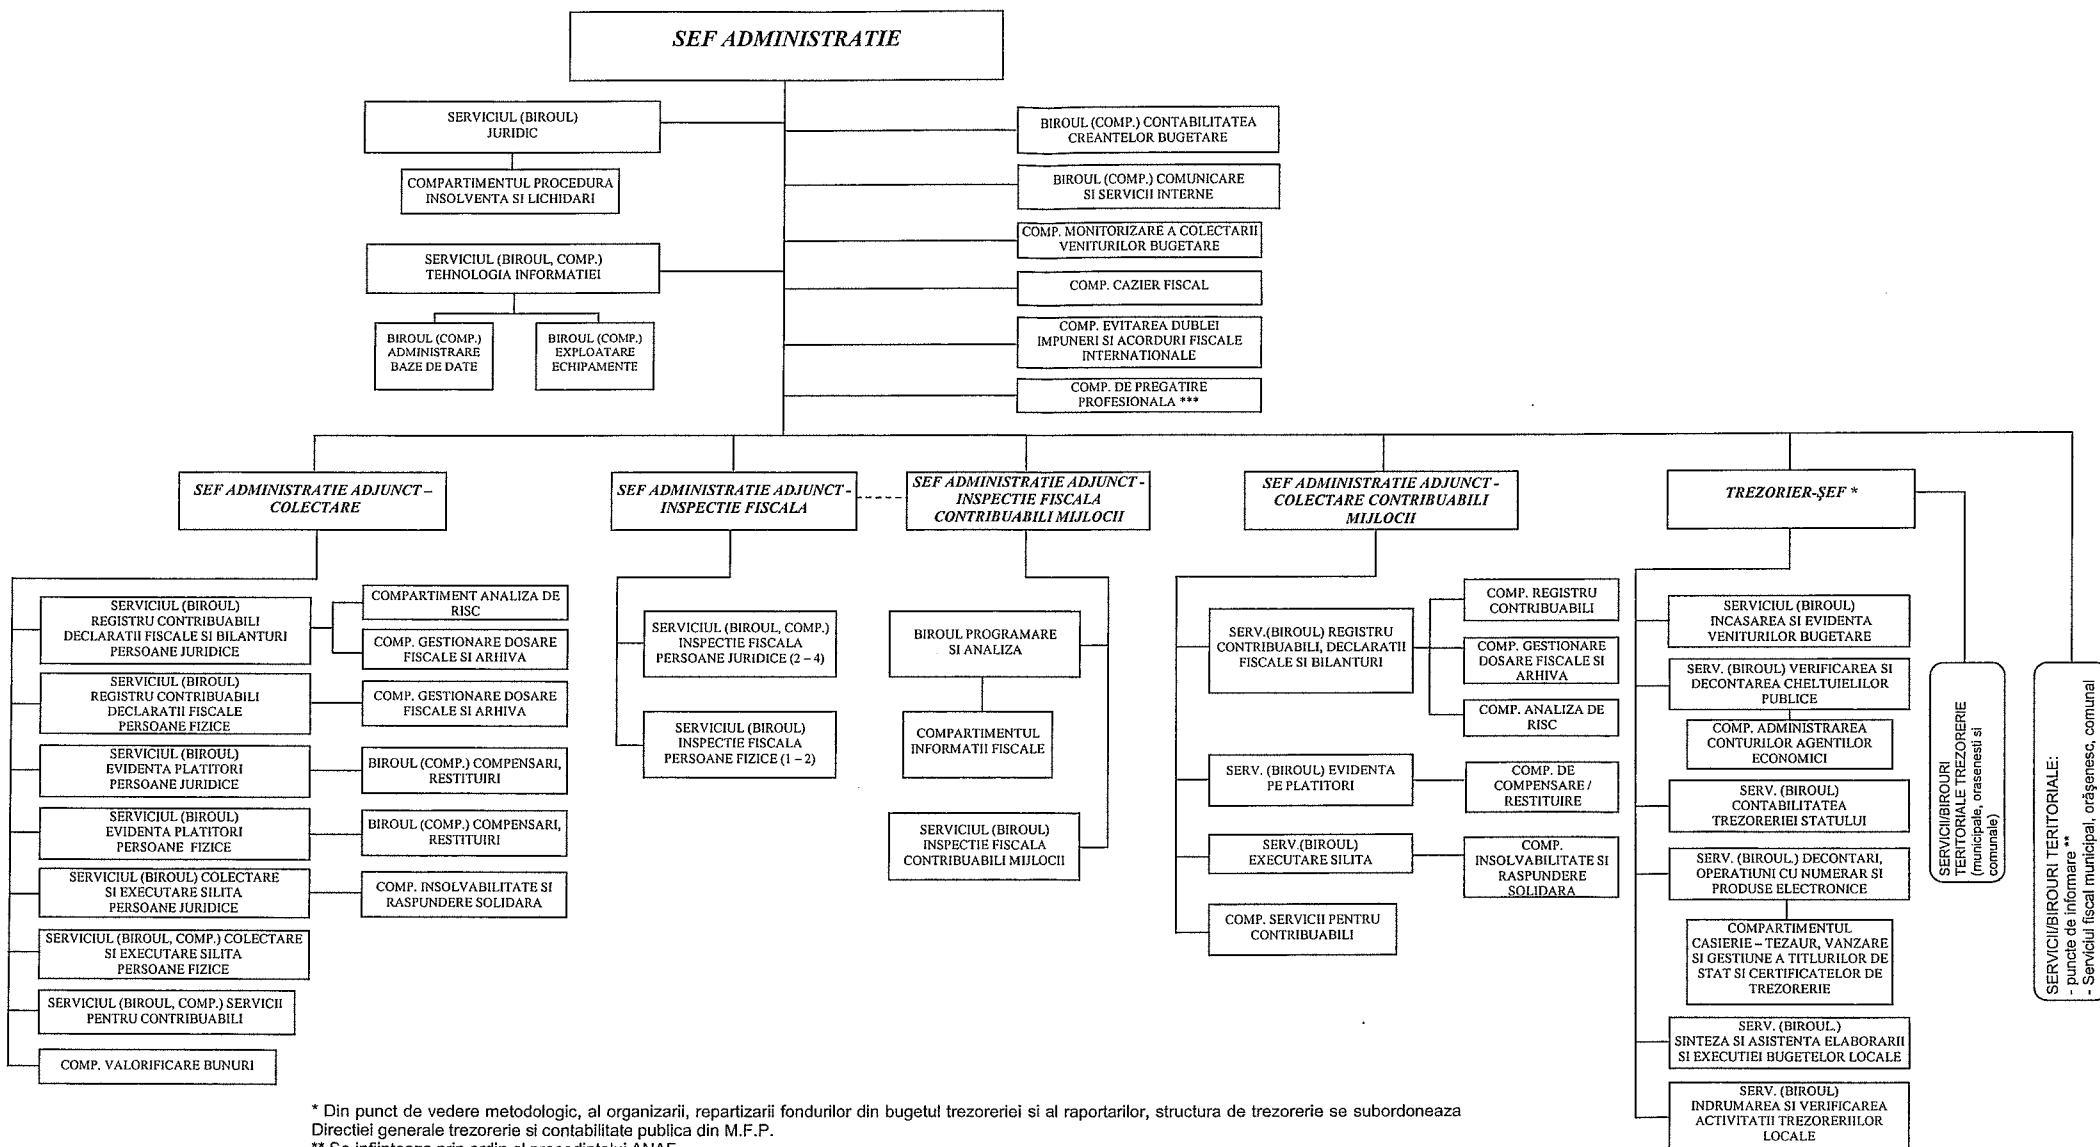 SEF ADMINISTRATIE
SERVICIUL (BIROUL)
JURIDIC
COMPARTIMENTUL PROCEDURA
INSOLVENTA SI LICHIDARI
SERVICIUL (BIROUL, COMP.)
TEHNOLOGIA INFORMATIEI
BIROUL (COMP.)
ADMINISTRARE
BAZE DE DATE
BIROUL (COMP.)
EXPLOATARE
ECHIPAMENTE
BIROUL (COMP.) CONTABILITATEA
CREANTELOR BUGETARE
BIROUL (COMP.) COMUNICARE
SI SERVICII INTERNE
COMP. MONITORIZARE A COLECTARII
VENITURILOR BUGETARE
COMP. CAZIER FISCAL
COMP. EVITAREA DUBLEI
IMPUNERI SI ACORDURI FISCALE
INTERNATIONALE
COMP. DE PREGATIRE
PROFESIONALA ***
SEF ADMINISTRATIE ADJUNCT –
COLECTARE
SERVICIUL (BIROUL)
REGISTRU CONTRIBUABILI
DECLARATII FISCALE SI BILANTURI
PERSOANE JURIDICE
COMPARTIMENT ANALIZA DE
RISC
COMP. GESTIONARE DOSARE
FISCALE SI ARHIVA
SERVICIUL (BIROUL)
REGISTRU CONTRIBUABILI
DECLARATII FISCALE
PERSOANE FIZICE
COMP. GESTIONARE DOSARE
FISCALE SI ARHIVA
SERVICIUL (BIROUL)
EVIDENTA PLATITORI
PERSOANE JURIDICE
BIROUL (COMP.) COMPENSARI,
RESTITUIRI
SERVICIUL (BIROUL)
EVIDENTA PLATITORI
PERSOANE FIZICE
BIROUL (COMP.) COMPENSARI,
RESTITUIRI
SERVICIUL (BIROUL) COLECTARE
SI EXECUTARE SILITA
PERSOANE JURIDICE
COMP. INSOLVABILITATE SI
RASPUNDERE SOLIDARA
SERVICIUL (BIROUL, COMP.) COLECTARE
SI EXECUTARE SILITA
PERSOANE FIZICE
SERVICIUL (BIROUL, COMP.) SERVICII
PENTRU CONTRIBUABILI
COMP. VALORIFICARE BUNURI
SEF ADMINISTRATIE ADJUNCT -
INSPECTIE FISCALA
SERVICIUL (BIROUL, COMP.)
INSPECTIE FISCALA
PERSOANE JURIDICE (2 – 4)
SERVICIUL (BIROUL)
INSPECTIE FISCALA
PERSOANE FIZICE (1 – 2)
SEF ADMINISTRATIE ADJUNCT -
INSPECTIE FISCALA
CONTRIBUABILI MIJLOCII
BIROUL PROGRAMARE
SI ANALIZA
COMPARTIMENTUL
INFORMATII FISCALE
SERVICIUL (BIROUL)
INSPECTIE FISCALA
CONTRIBUABILI MIJLOCII
SEF ADMINISTRATIE ADJUNCT -
COLECTARE CONTRIBUABILI
MIJLOCII
SERV.(BIROUL) REGISTRU
CONTRIBUABILI, DECLARATII
FISCALE SI BILANTURI
COMP. REGISTRU
CONTRIBUABILI
COMP. GESTIONARE
DOSARE FISCALE SI
ARHIVA
COMP. ANALIZA DE
RISC
SERV. (BIROUL) EVIDENTA
PE PLATITORI
COMP. DE
COMPENSARE /
RESTITUIRE
SERV.(BIROUL)
EXECUTARE SILITA
COMP.
INSOLVABILITATE SI
RASPUNDERE
SOLIDARA
COMP. SERVICII PENTRU
CONTRIBUABILI
TREZORIER-ŞEF *
SERVICIUL (BIROUL)
INCASAREA SI EVIDENTA
VENITURILOR BUGETARE
SERV. (BIROUL) VERIFICAREA SI
DECONTAREA CHELTUIELILOR
PUBLICE
COMP. ADMINISTRAREA
CONTURILOR AGENTILOR
ECONOMICI
SERV. (BIROUL)
CONTABILITATEA
TREZORERIEI STATULUI
SERV. (BIROUL.) DECONTARI,
OPERATIUNI CU NUMERAR SI
PRODUSE ELECTRONICE
COMPARTIMENTUL
CASIERIE – TEZAUR, VANZARE
SI GESTIUNE A TITLURILOR DE
STAT SI CERTIFICATELOR DE
TREZORERIE
SERV. (BIROUL.)
SINTEZA SI ASISTENTA ELABORARII
SI EXECUTIEI BUGETELOR LOCALE
SERV. (BIROUL)
INDRUMAREA SI VERIFICAREA
ACTIVITATII TREZORERIILOR
LOCALE
SERVICII/BIROURI
TERITORIALE TREZORERIE
(municipale, orasenesti si
comunale)
SERVICII/BIROURI TERITORIALE:
- puncte de informare **
- Serviciul fiscal municipal, orăşenesc, comunal
* Din punct de vedere metodologic, al organizarii, repartizarii fondurilor din bugetul trezoreriei si al raportarilor, structura de trezorerie se subordoneaza
Directiei generale trezorerie si contabilitate publica din M.F.P.
** Se infiinteaza prin ordin al presedintelui ANAF